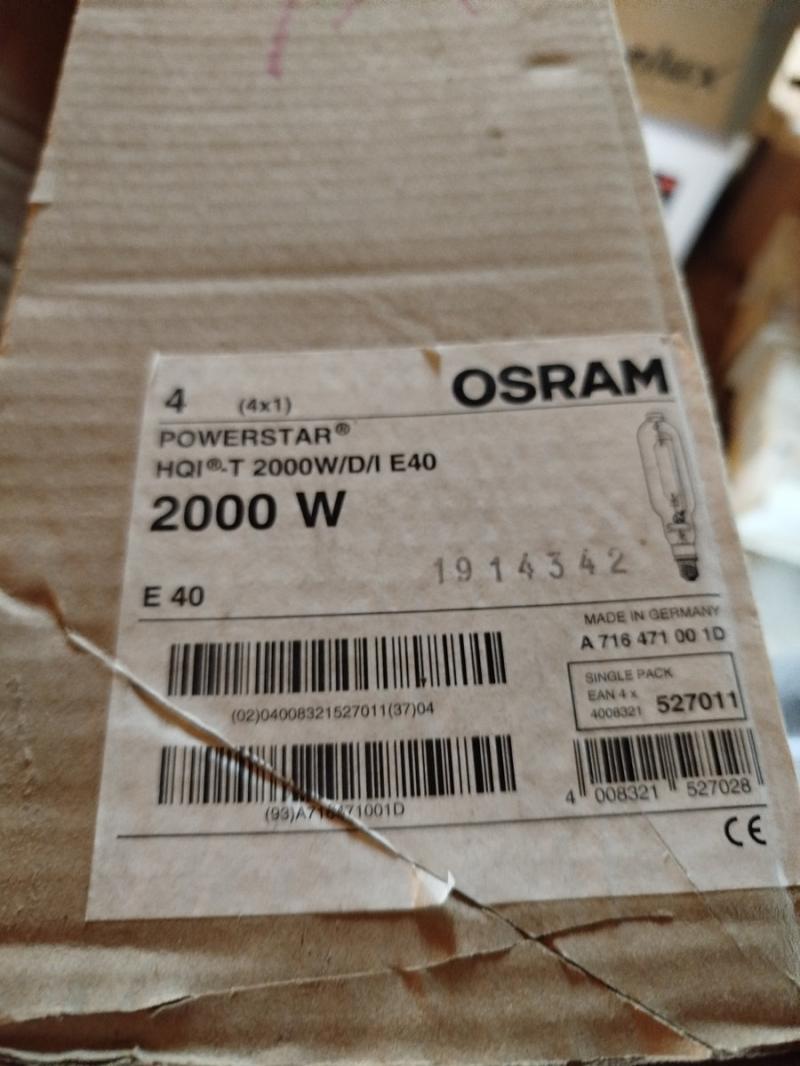 4 (4x1) OSRAM
POWERSTAR®
HQI®-T 2000W/D/I E40
2000 W
1914342
E 40
MADE IN GERMANY
A 716 471 00 1D
SINGLE PACK
EAN 4 x
4008321 527011
(02)04008321527011(37)04
4 008321 527028
(93)A716471001D
CE